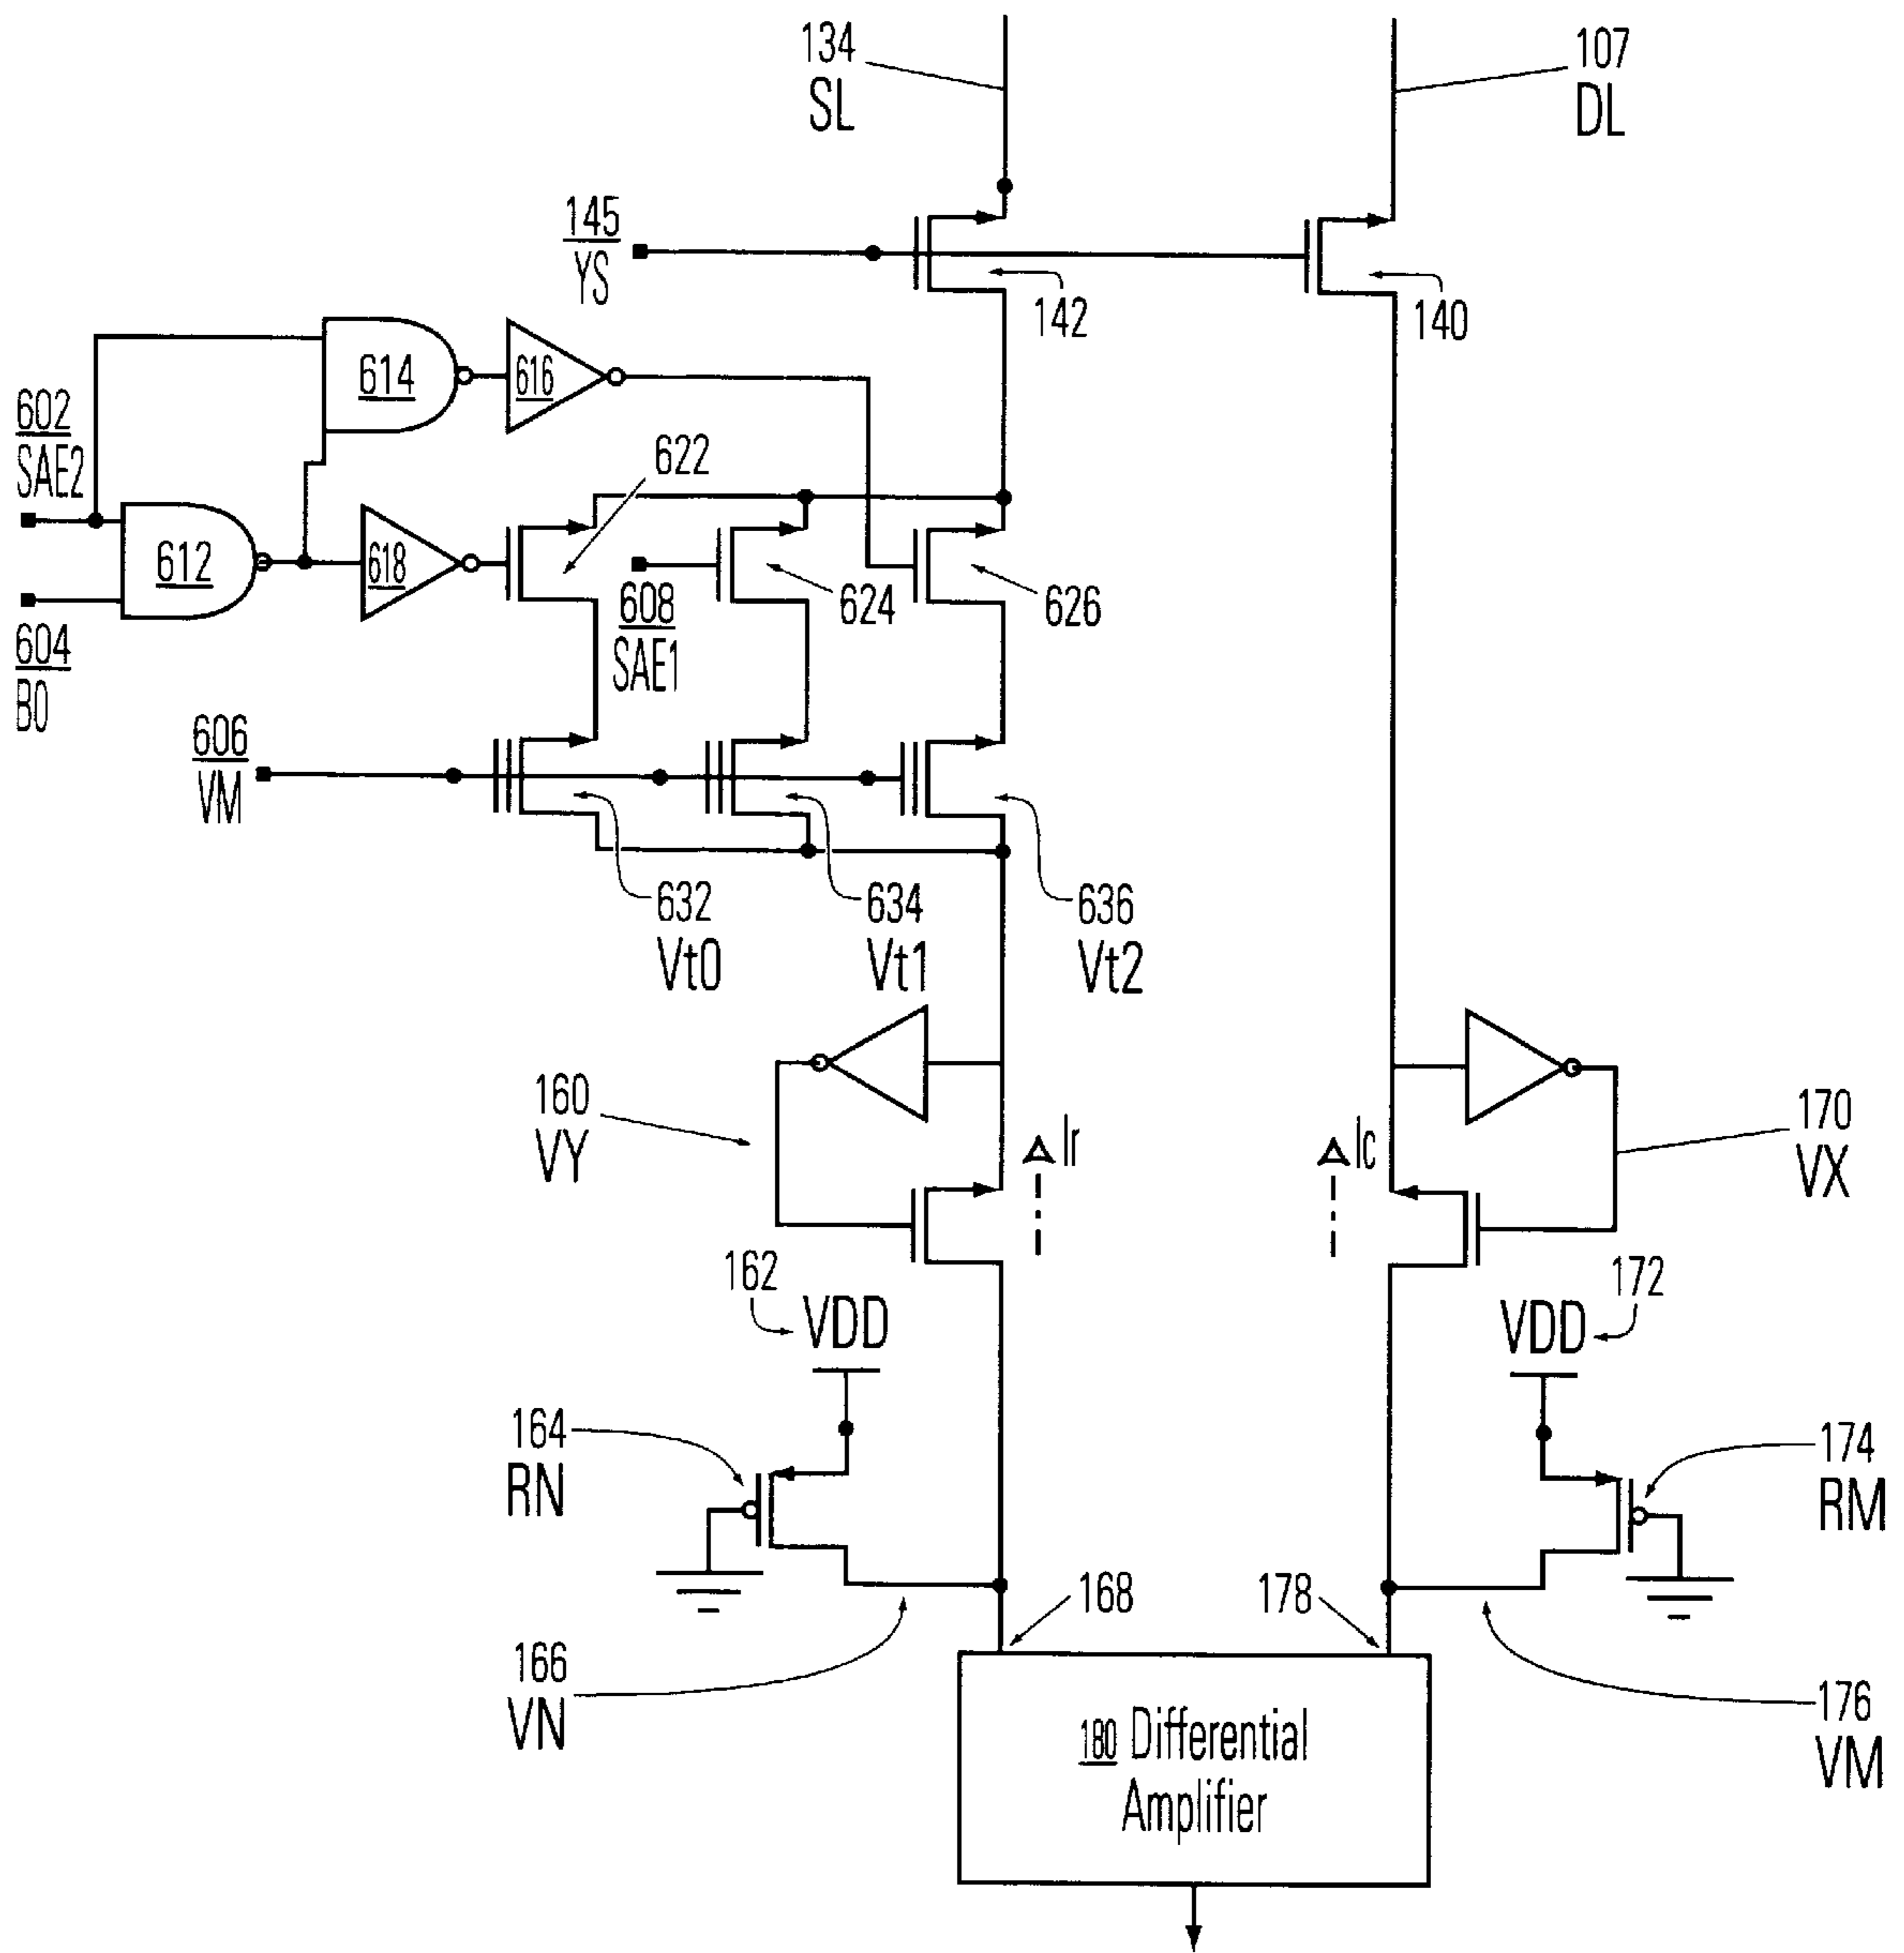 134
SL
107
DL
145
YS
142
140
614
616
602
SAE2
622
612
618
608
SAE1
624
626
604
B0
606
VM
632
Vt0
634
Vt1
636
Vt2
160
VY
Ir
Ic
170
VX
162
VDD
172
VDD
164
RN
174
RM
168
178
166
VN
176
VM
180 Differential
Amplifier